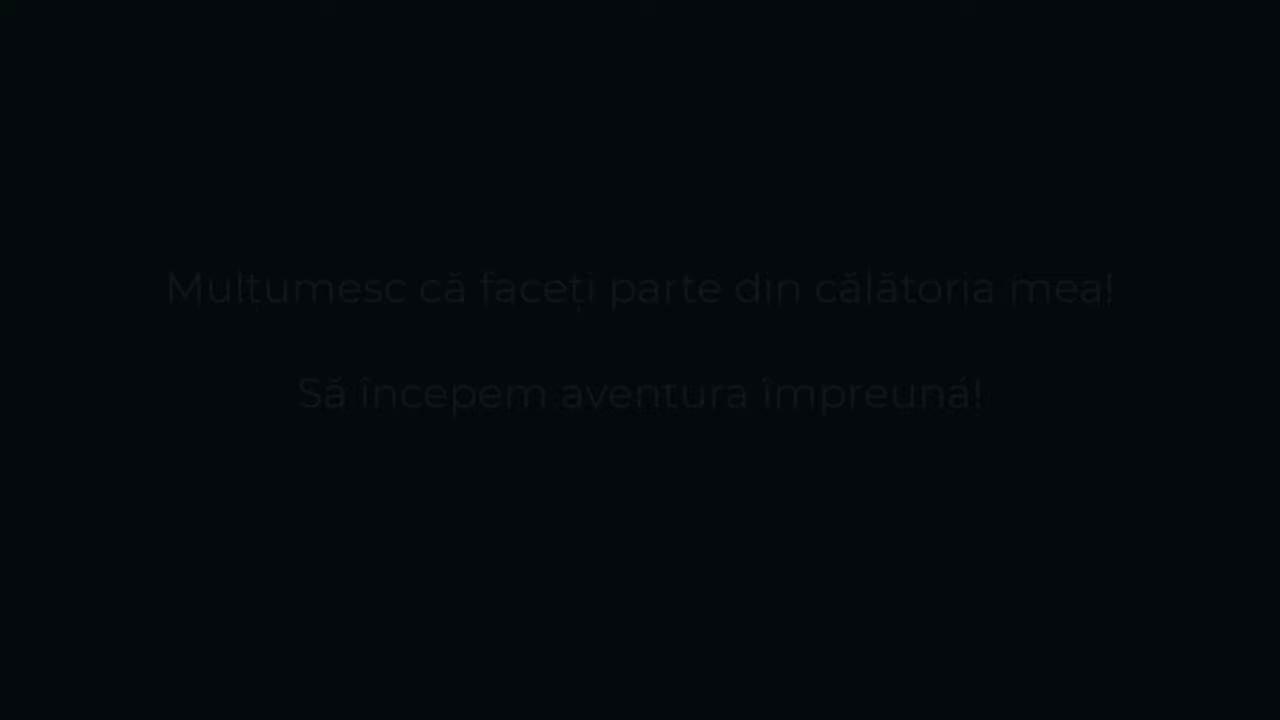 Mulțumesc că faceți parte din călătoria mea!
Să începem aventura împreună!